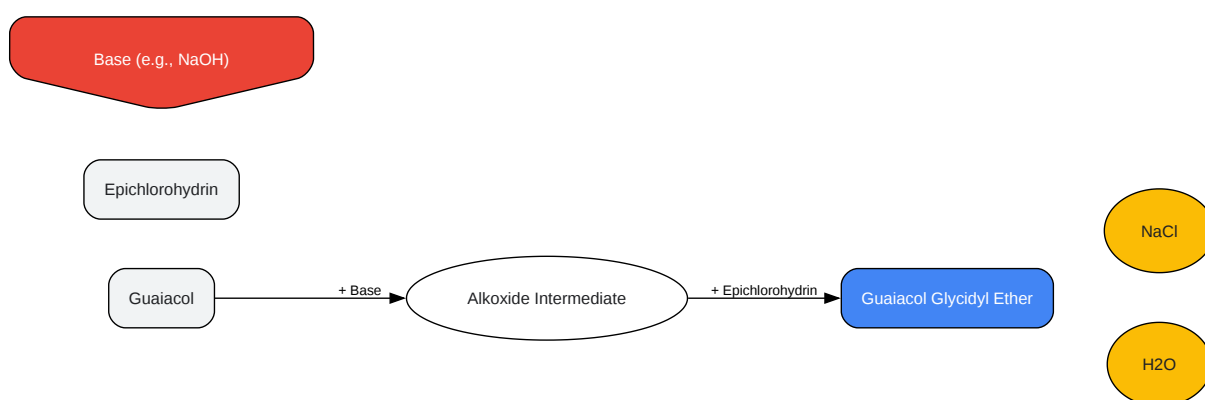 Base (e.g., NaOH)
Epichlorohydrin
NaCl
Guaiacol
+ Base
Alkoxide Intermediate
+ Epichlorohydrin
Guaiacol Glycidyl Ether
H2O